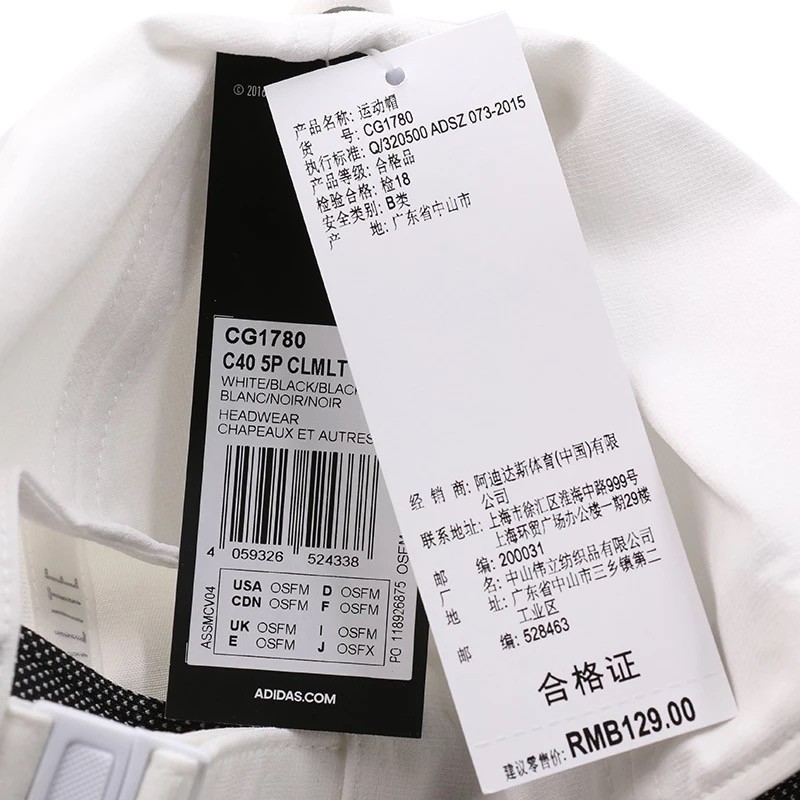 © 2016
CG1780
C40 5P CLMLT
WHITE/BLACK/BLACK
BLANC/NOIR/NOIR
HEADWEAR
CHAPEAUX ET AUTRES
4 059326 524338
OSFM
ASSMCV04
USA OSFM D OSFM
CDN OSFM F OSFM
UK OSFM I OSFM
E OSFM J OSFX
PO 118926875
ADIDAS.COM
产品名称: 运动帽
货 号: CG1780
执行标准: Q/320500 ADSZ 073-2015
产品等级: 合格品
检验合格: 检18
安全类别: B类
产 地: 广东省中山市
经 销 商: 阿迪达斯体育(中国)有限
公司
联系地址: 上海市徐汇区淮海中路999号
上海环贸广场办公楼一期29楼
邮 编: 200031
厂 名: 中山伟立纺织品有限公司
地 址: 广东省中山市三乡镇第二
工业区
邮 编: 528463
合格证
建议零售价: RMB129.00